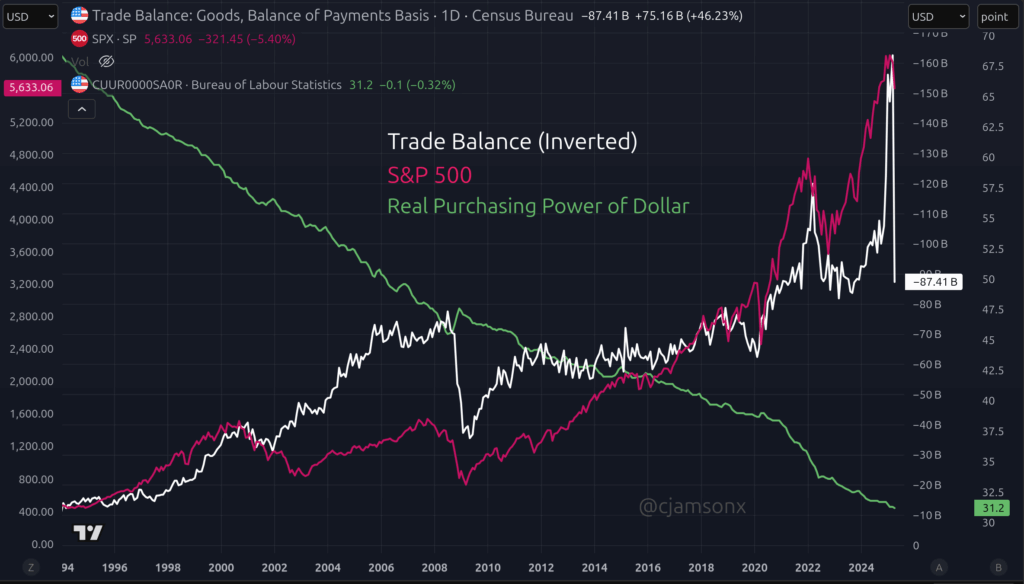 USD
Trade Balance: Goods, Balance of Payments Basis · 1D · Census Bureau −87.41 B +75.16 B (+46.23%)
USD
point
500 SPX · SP 5,633.06 −321.45 (−5.40%)
Vol
CUUR0000SA0R · Bureau of Labour Statistics 31.2 −0.1 (−0.32%)
Trade Balance (Inverted)
S&P 500
Real Purchasing Power of Dollar
6,000.00
5,633.06
5,200.00
4,800.00
4,400.00
4,000.00
3,600.00
3,200.00
2,800.00
2,400.00
2,000.00
1,600.00
1,200.00
800.00
400.00
0.00
−170 B
−160 B
−150 B
−140 B
−130 B
−120 B
−110 B
−100 B
−90 B
−87.41 B
−80 B
−70 B
−60 B
−50 B
−40 B
−30 B
−20 B
−10 B
0
70
67.5
65
62.5
60
57.5
55
52.5
50
47.5
45
42.5
40
37.5
35
32.5
31.2
30
@cjamsonx
Z
94 1996 1998 2000 2002 2004 2006 2008 2010 2012 2014 2016 2018 2020 2022 2024
A
B